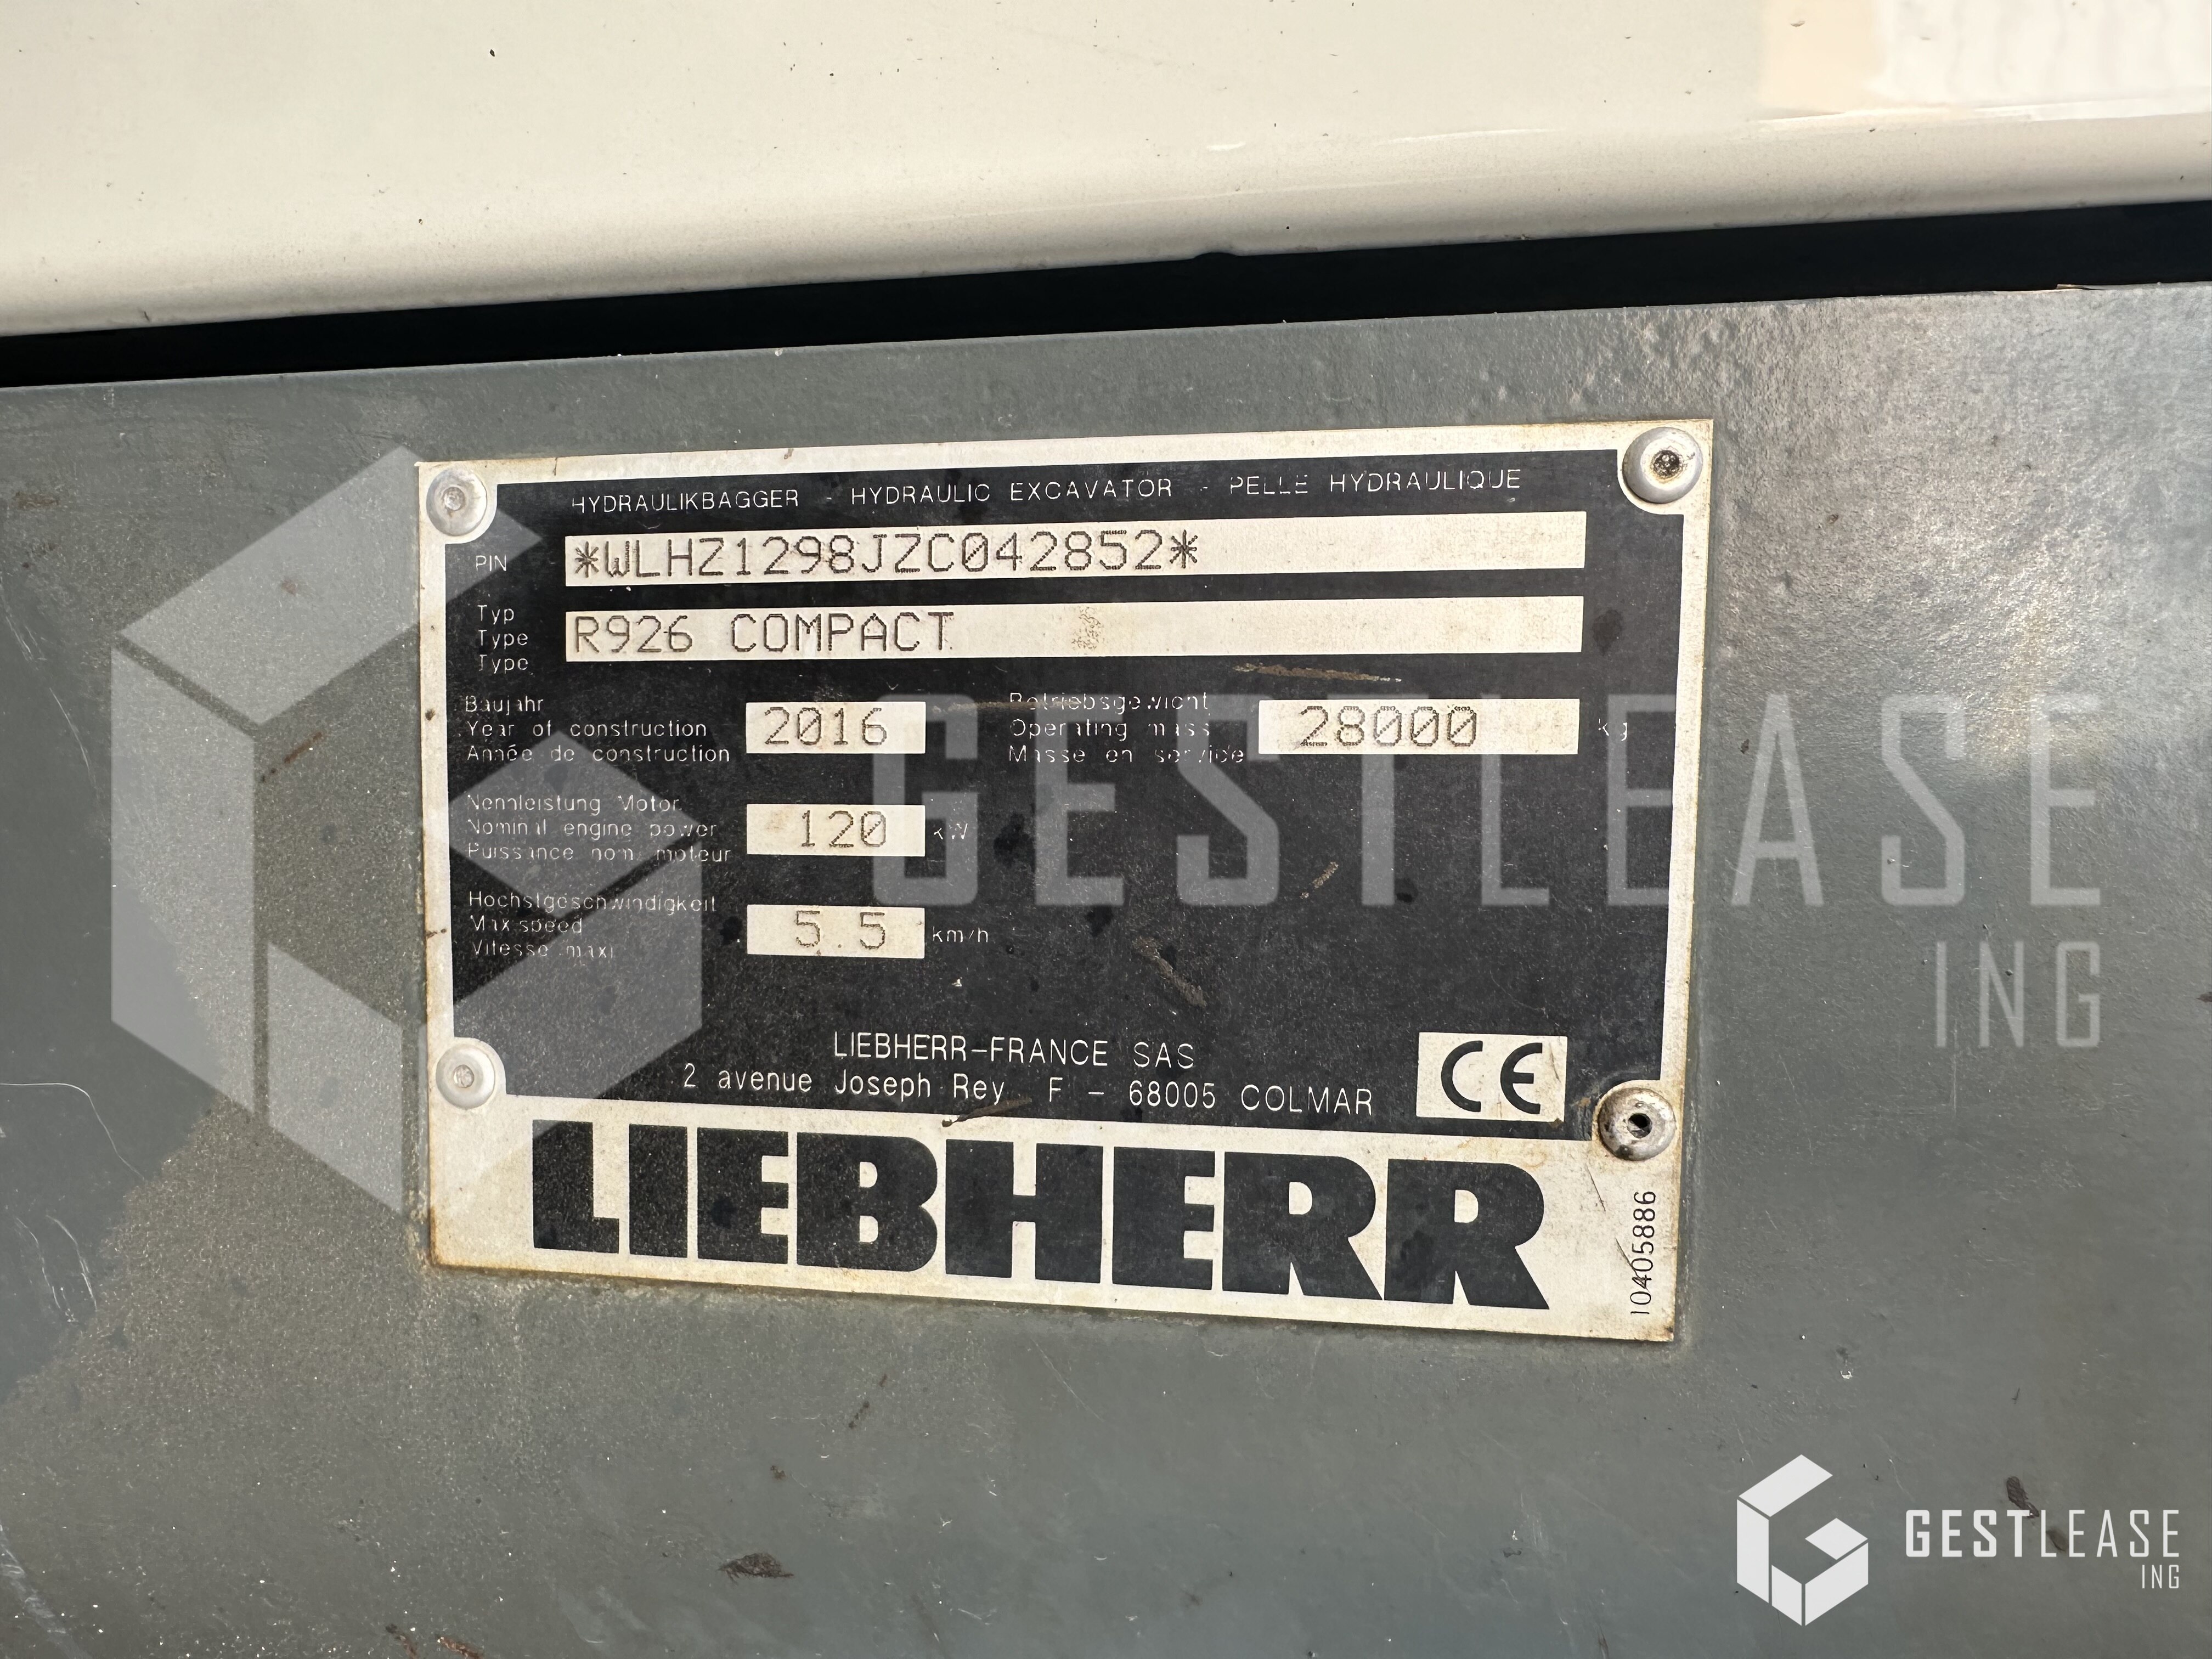 HYDRAULIKBAGGER - HYDRAULIC EXCAVATOR - PELLE HYDRAULIQUE
PIN *WLHZ1298JZC042852*
Typ
Type R926 COMPACT
Type
Baujahr
Year of construction 2016
Année de construction
Betriebsgewicht
Operating mass 28000 kg
Masse en service
Nennleistung Motor
Nominal engine power 120 kW
Puissance nom. moteur
Höchstgeschwindigkeit
Max speed 5.5 km/h
Vitesse maxi
LIEBHERR-FRANCE SAS
2 avenue Joseph Rey F - 68005 COLMAR
CE
LIEBHERR
10405886
GESTLEASE
ING
GESTLEASE
ING